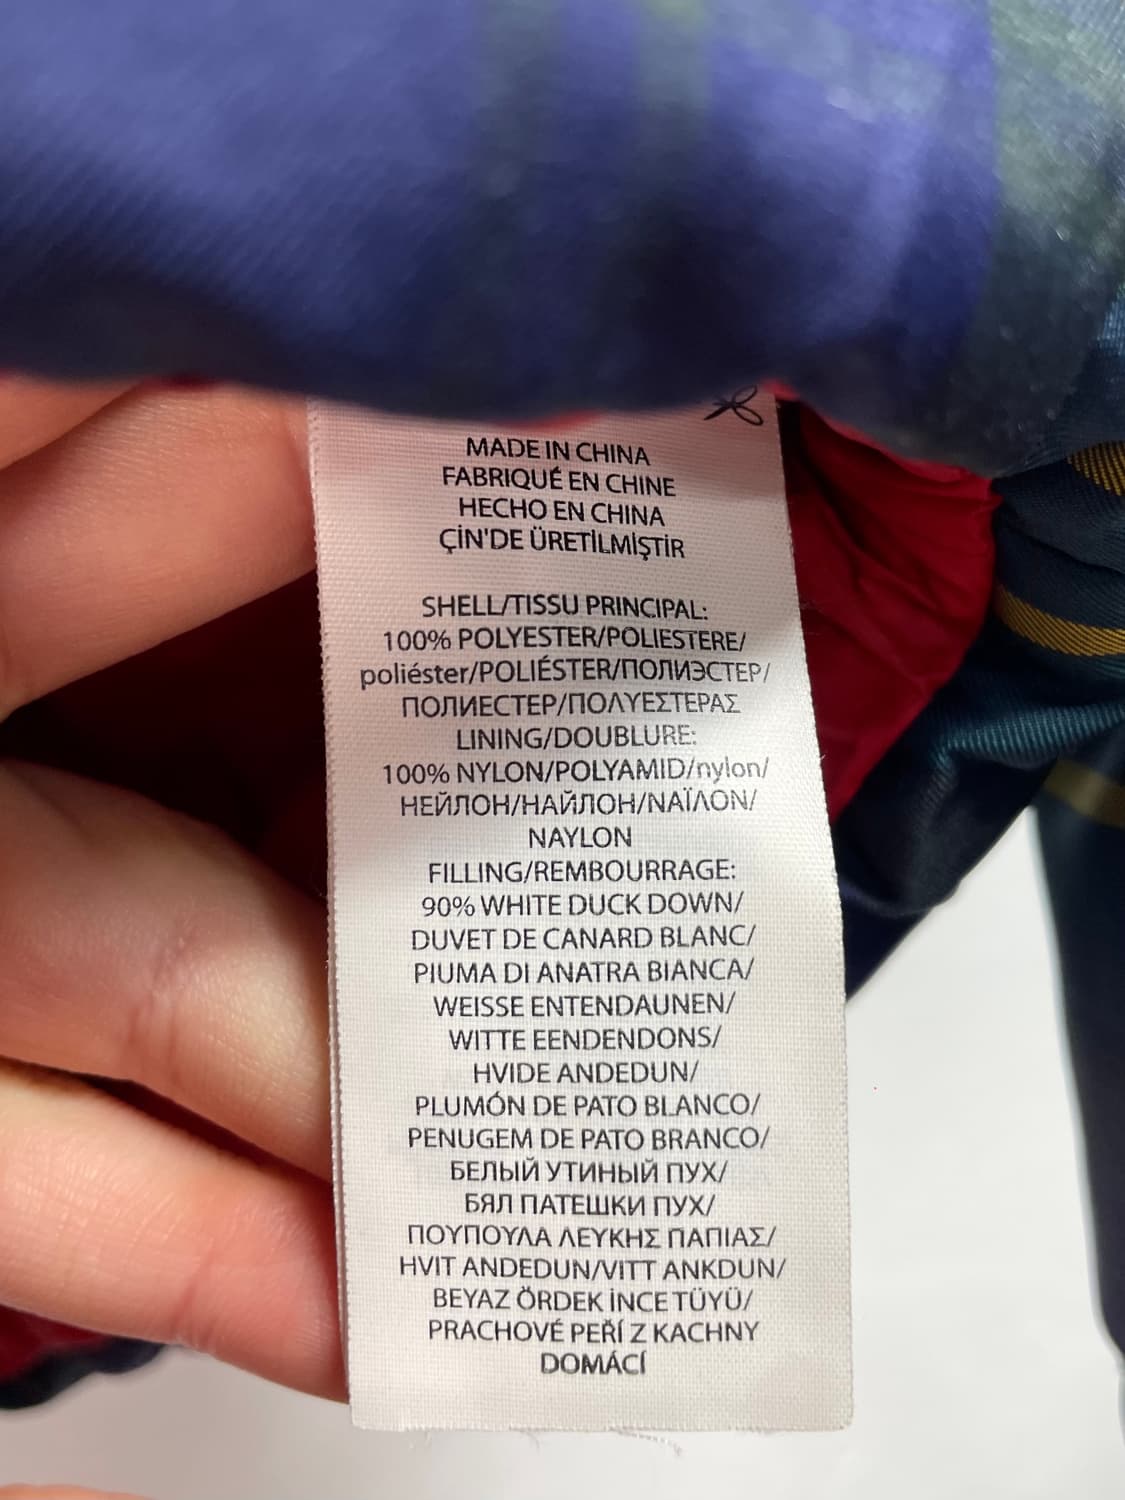 MADE IN CHINA
FABRIQUÉ EN CHINE
HECHO EN CHINA
ÇİN'DE ÜRETİLMİŞTİR
SHELL/TISSU PRINCIPAL:
100% POLYESTER/POLIESTERE/
poliéster/POLIÉSTER/ПОЛИЭСТЕР/
ПОЛИЕСТЕР/ΠΟΛΥΕΣΤΕΡΑΣ
LINING/DOUBLURE:
100% NYLON/POLYAMID/nylon/
НЕЙЛОН/НАЙЛОН/ΝΑΪΛΟΝ/
NAYLON
FILLING/REMBOURRAGE:
90% WHITE DUCK DOWN/
DUVET DE CANARD BLANC/
PIUMA DI ANATRA BIANCA/
WEISSE ENTENDAUNEN/
WITTE EENDENDONS/
HVIDE ANDEDUN/
PLUMÓN DE PATO BLANCO/
PENUGEM DE PATO BRANCO/
БЕЛЫЙ УТИНЫЙ ПУХ/
БЯЛ ПАТЕШКИ ПУХ/
ΠΟΥΠΟΥΛΑ ΛΕΥΚΗΣ ΠΑΠΙΑΣ/
HVIT ANDEDUN/VITT ANKDUN/
BEYAZ ÖRDEK İNCE TÜYÜ/
PRACHOVÉ PEŘÍ Z KACHNY
DOMÁCÍ